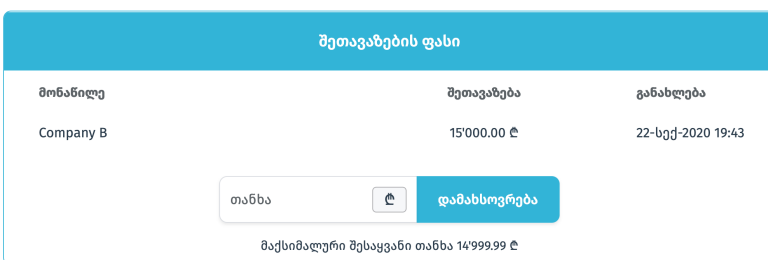 შეთავაზების ფასი
მონაწილე შეთავაზება განახლება
Company B 15'000.00 ₾ 22-სექ-2020 19:43
თანხა ₾ დამახსოვრება
მაქსიმალური შესაყვანი თანხა 14'999.99 ₾